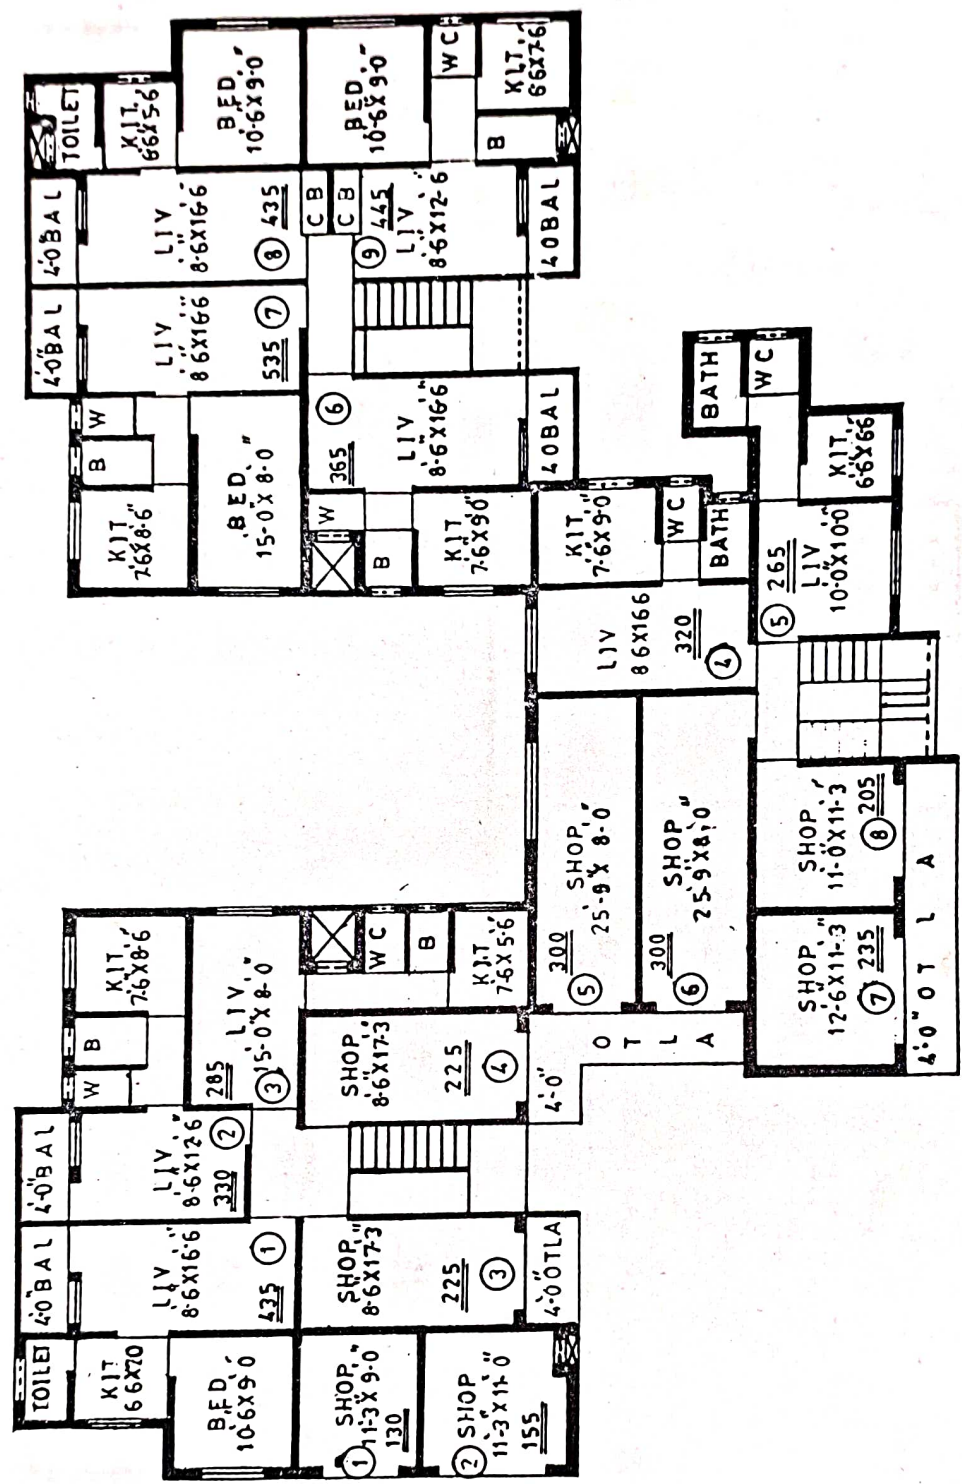 TOILET
4'-0" BAL
4'-0" BAL
KIT
6'6X7'0
LIV
8'-6"X16'-6"
435
1
LIV
8'-6"X12'-6"
330
2
W
B
KIT
7'6"X8'-6
BED
10'-6"X9'-0
285
LIV
15'-0"X 8'-0
3
1
SHOP
11'-3"X 9'-0"
130
2
SHOP
11'-3"X 11'-0"
155
SHOP
8'-6"X17'-3
225
3
4'-0" OTLA
SHOP
8'-6"X17'-3
225
4
4'-0"
WC
B
KIT
7'6"X5'-6
OTLA
300
SHOP
25'-9"X 8'-0
5
300
SHOP
25'-9"X8'-0"
6
SHOP
12'-6"X11'-3"
7
235
SHOP
11'-0"X11'-3
8
205
4'-0" OTLA
LIV
8'6X16'6
320
4
KIT
7'-6"X9'-0"
WC
BATH
5
265
LIV
10'-0"X10'0"
KIT
6'-6"X6'6
BATH
WC
KIT
7'6"X8'-6
B
W
4'-0" BAL
4'-0" BAL
TOILET
LIV
8'6"X16'6
535
7
LIV
8'-6"X16'-6
8
435
KIT
6'6"X5'-6
BED
15'-0"X 8'-0
BED
10'-6"X9'-0"
365
6
LIV
8'-6"X16'-6
W
B
KIT
7'-6"X9'-0"
4'0 BAL
CB
CB
9
445
LIV
8'-6"X12'-6
4'0 BAL
BED
10'-6"X 9'-0"
WC
B
KIT
6'6"X7'-6